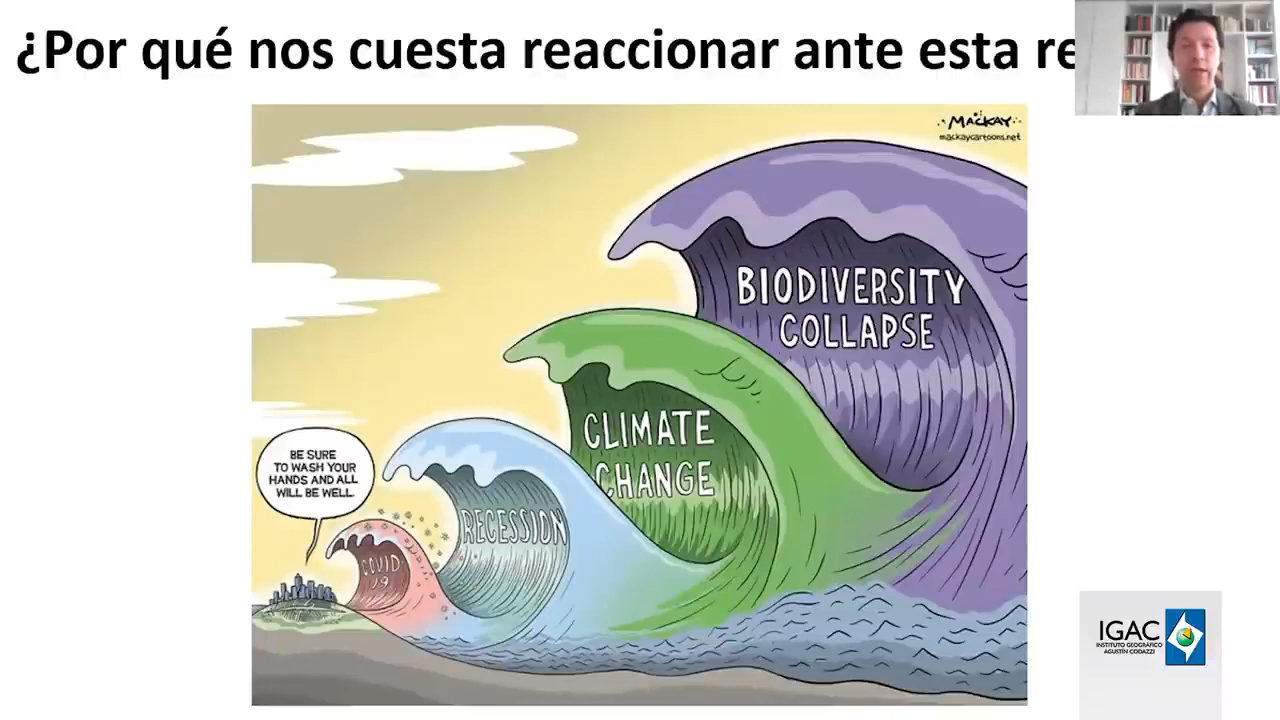 ¿Por qué nos cuesta reaccionar ante esta re
MACKAY
mackaycartoons.net
BIODIVERSITY
COLLAPSE
CLIMATE
CHANGE
BE SURE
TO WASH YOUR
HANDS AND ALL
WILL BE WELL.
RECESSION
COVID
19
IGAC
INSTITUTO GEOGRÁFICO
AGUSTÍN CODAZZI